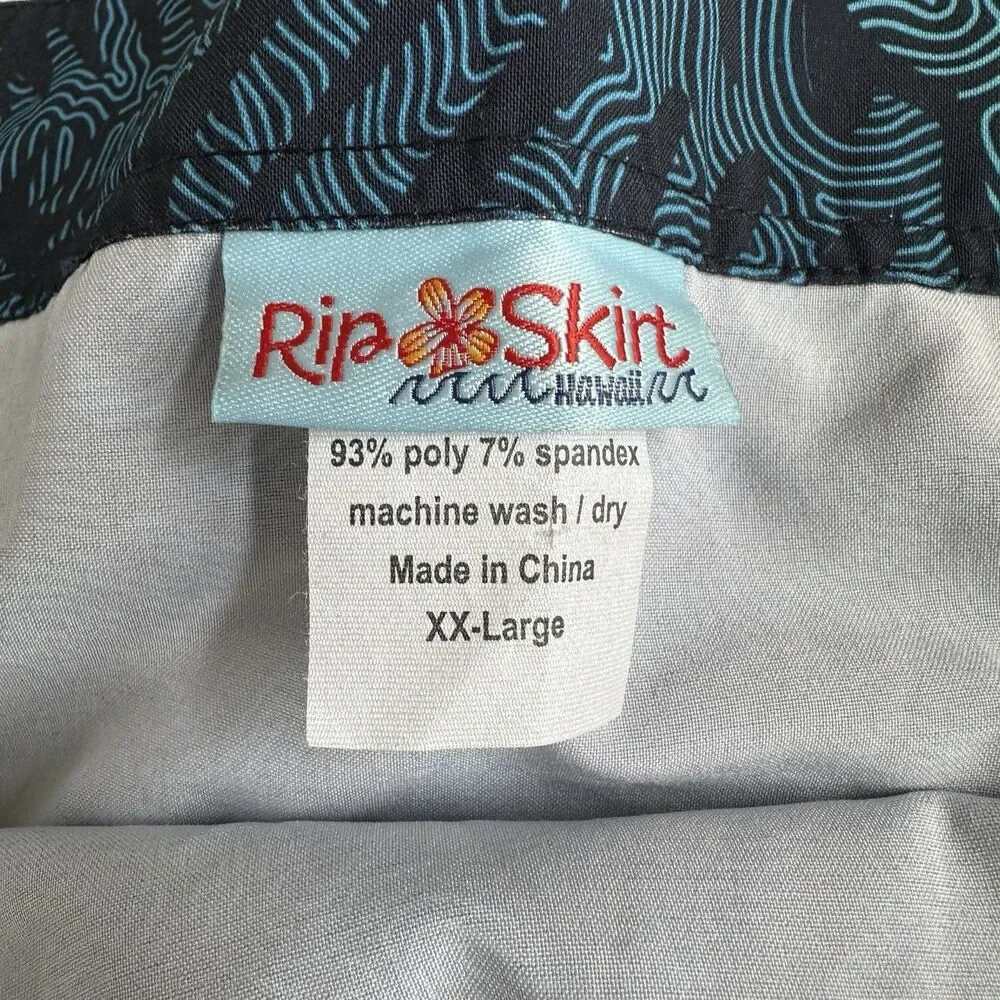 Rip Skirt
Hawaii
93% poly 7% spandex
machine wash / dry
Made in China
XX-Large